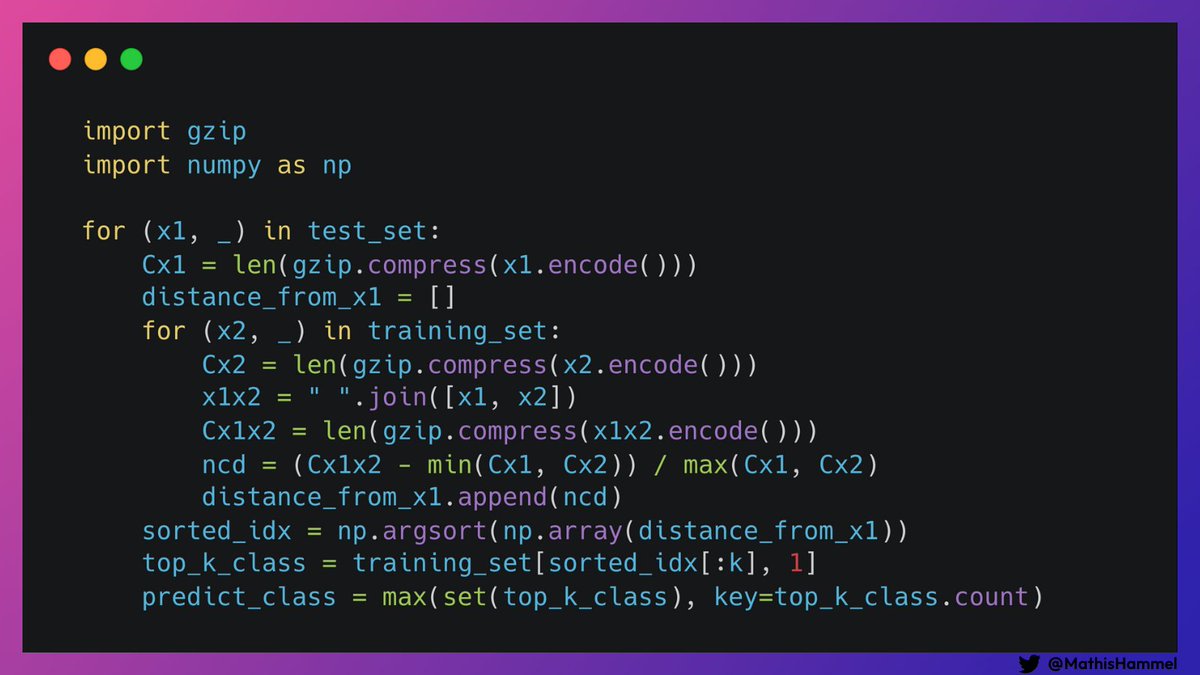 import gzip
import numpy as np

for (x1, _) in test_set:
    Cx1 = len(gzip.compress(x1.encode()))
    distance_from_x1 = []
    for (x2, _) in training_set:
        Cx2 = len(gzip.compress(x2.encode()))
        x1x2 = " ".join([x1, x2])
        Cx1x2 = len(gzip.compress(x1x2.encode()))
        ncd = (Cx1x2 - min(Cx1, Cx2)) / max(Cx1, Cx2)
        distance_from_x1.append(ncd)
    sorted_idx = np.argsort(np.array(distance_from_x1))
    top_k_class = training_set[sorted_idx[:k], 1]
    predict_class = max(set(top_k_class), key=top_k_class.count)
@MathisHammel